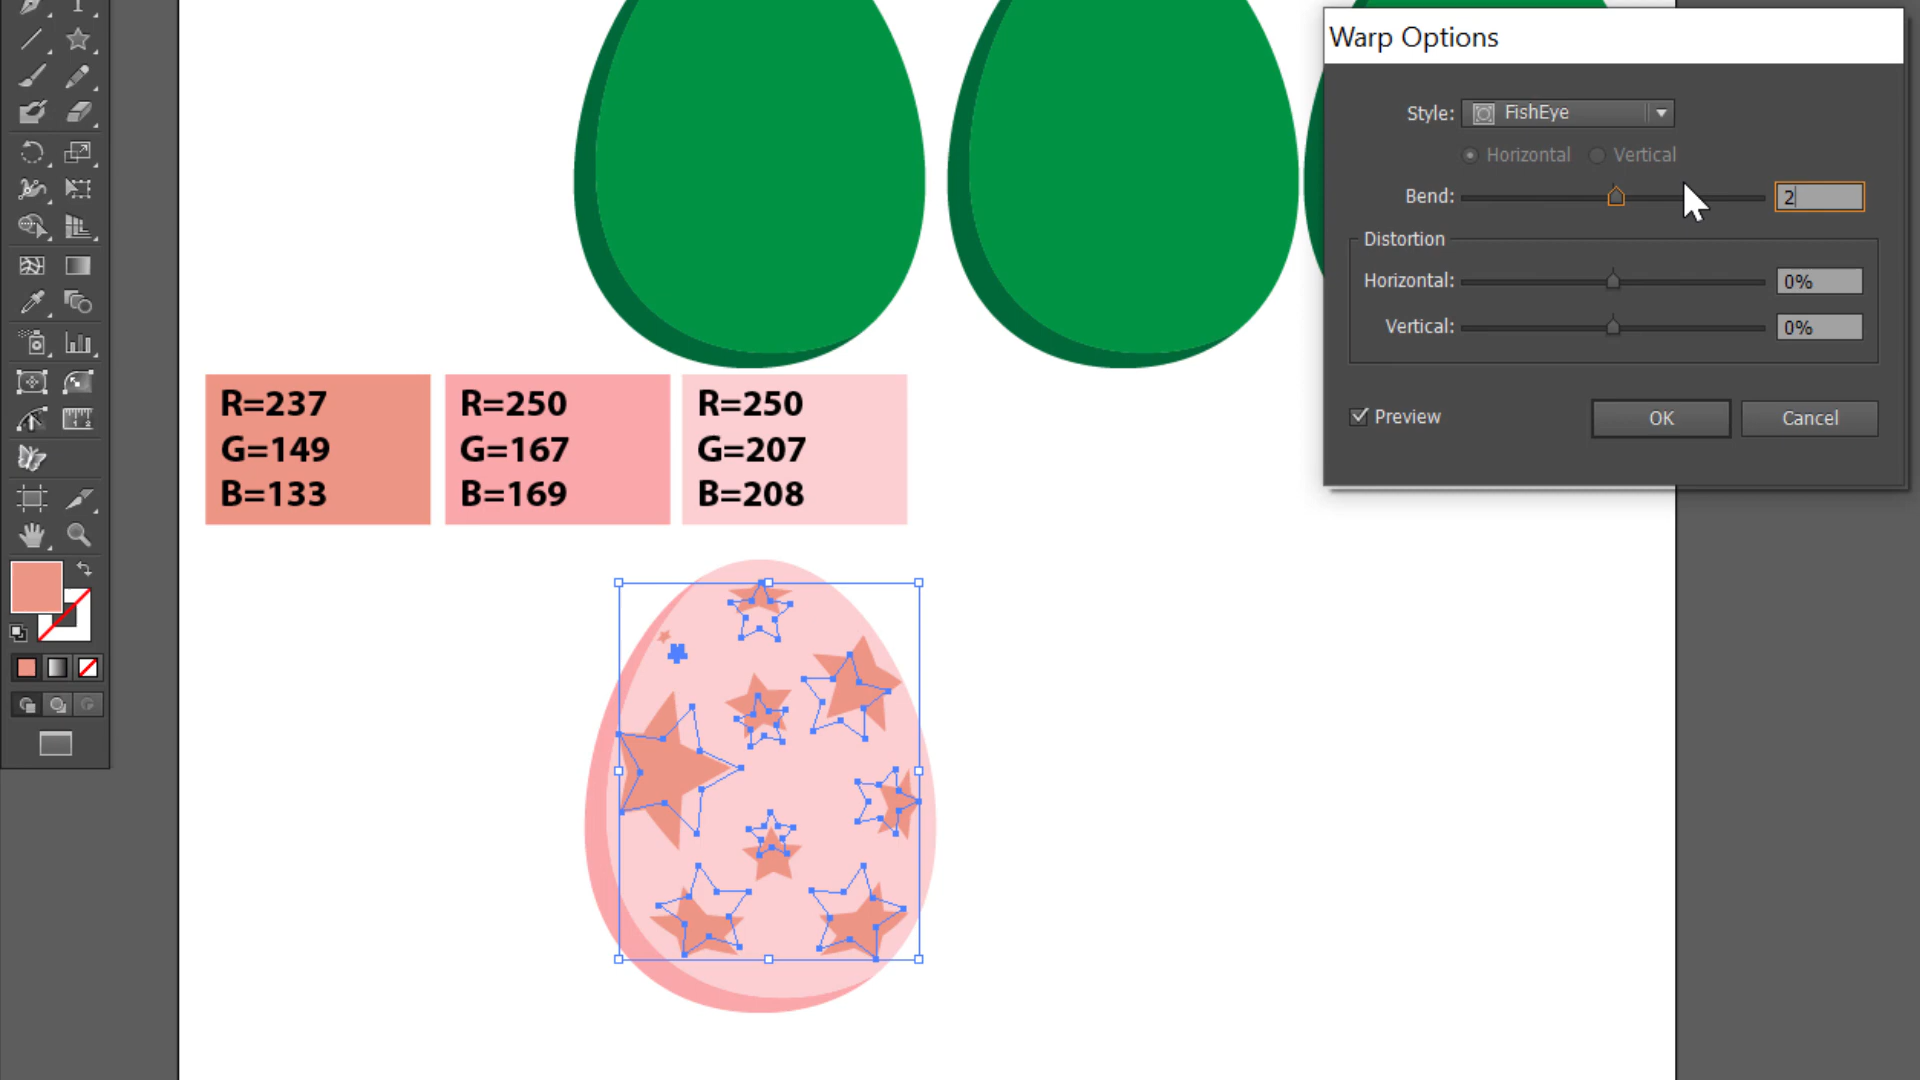 Warp Options
Style: FishEye
Horizontal Vertical
Bend: 2
Distortion
Horizontal: 0%
Vertical: 0%
Preview OK Cancel
R=237
G=149
B=133
R=250
G=167
B=169
R=250
G=207
B=208